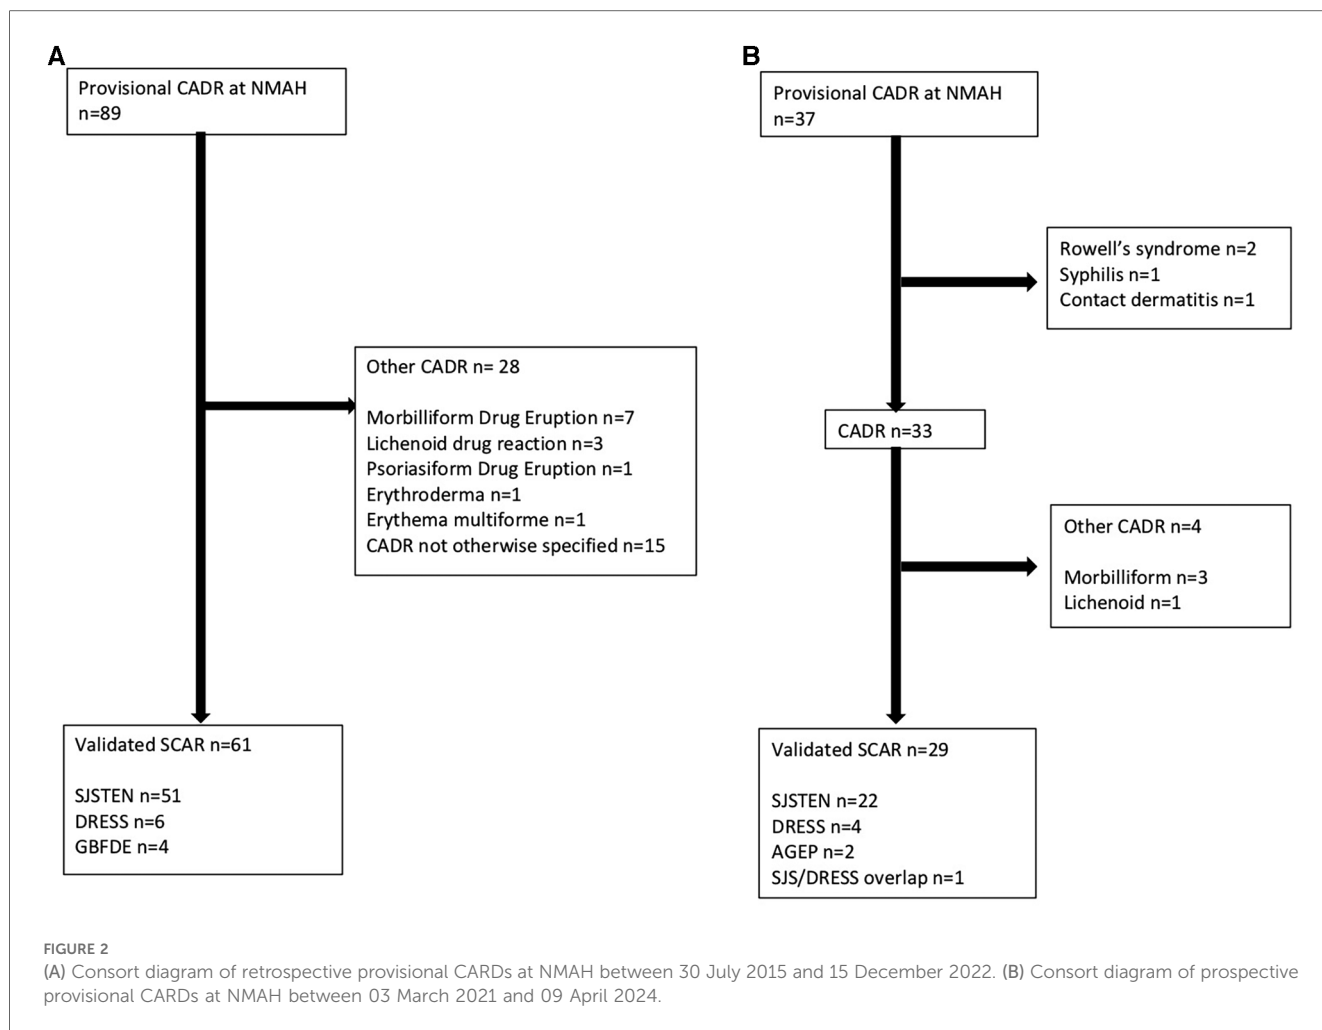 A
Provisional CADR at NMAH
n=89
Other CADR n= 28
Morbilliform Drug Eruption n=7
Lichenoid drug reaction n=3
Psoriasiform Drug Eruption n=1
Erythroderma n=1
Erythema multiforme n=1
CADR not otherwise specified n=15
Validated SCAR n=61
SJSTEN n=51
DRESS n=6
GBFDE n=4
B
Provisional CADR at NMAH
n=37
Rowell’s syndrome n=2
Syphilis n=1
Contact dermatitis n=1
CADR n=33
Other CADR n=4
Morbilliform n=3
Lichenoid n=1
Validated SCAR n=29
SJSTEN n=22
DRESS n=4
AGEP n=2
SJS/DRESS overlap n=1
FIGURE 2
(A) Consort diagram of retrospective provisional CARDs at NMAH between 30 July 2015 and 15 December 2022. (B) Consort diagram of prospective
provisional CARDs at NMAH between 03 March 2021 and 09 April 2024.